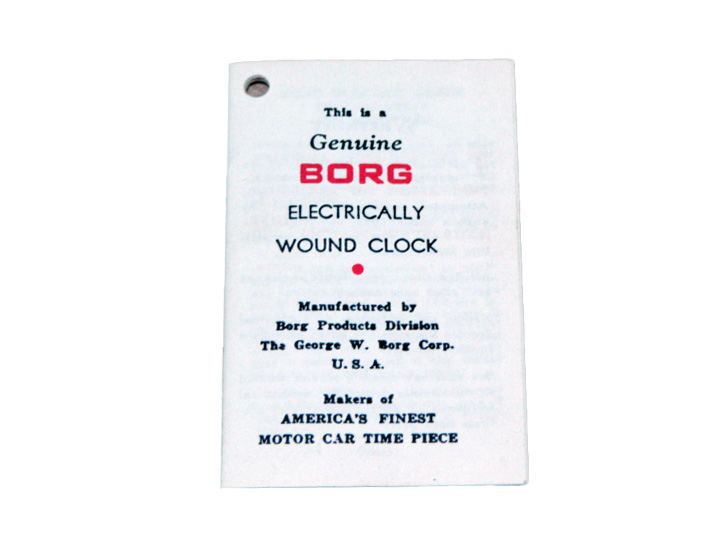 This is a
Genuine
BORG
ELECTRICALLY
WOUND CLOCK
Manufactured by
Borg Products Division
The George W. Borg Corp.
U. S. A.
Makers of
AMERICA'S FINEST
MOTOR CAR TIME PIECE